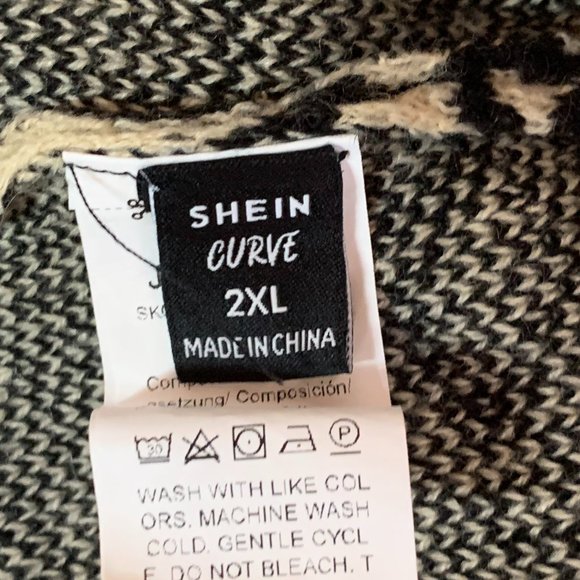 SHEIN
CURVE
2XL
MADE IN CHINA
setzung/ Composición/
30
P
WASH WITH LIKE COL
ORS. MACHINE WASH
COLD. GENTLE CYCL
E. DO NOT BLEACH. T